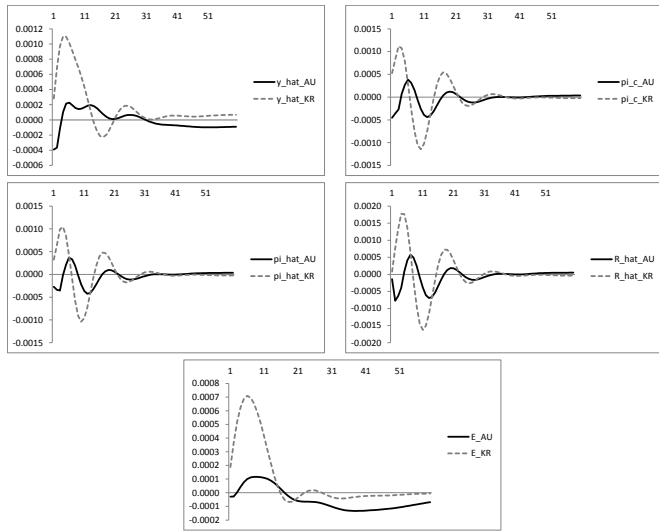 1 11 21 31 41 51
0.0012
0.0010
0.0008
0.0006
0.0004
0.0002
0.0000
-0.0002
-0.0004
-0.0006
y_hat_AU
y_hat_KR
1 11 21 31 41 51
0.0015
0.0010
0.0005
0.0000
-0.0005
-0.0010
-0.0015
pi_c_AU
pi_c_KR
1 11 21 31 41 51
0.0015
0.0010
0.0005
0.0000
-0.0005
-0.0010
-0.0015
pi_hat_AU
pi_hat_KR
1 11 21 31 41 51
0.0020
0.0015
0.0010
0.0005
0.0000
-0.0005
-0.0010
-0.0015
-0.0020
R_hat_AU
R_hat_KR
1 11 21 31 41 51
0.0008
0.0007
0.0006
0.0005
0.0004
0.0003
0.0002
0.0001
0.0000
-0.0001
-0.0002
E_AU
E_KR